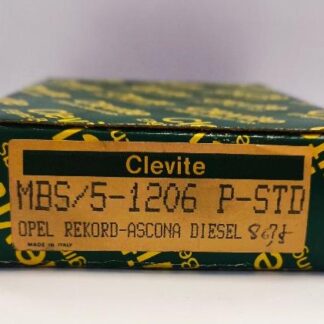 Clevite
MBS/5-1206 P-STD
OPEL REKORD-ASCONA DIESEL
MADE IN ITALY